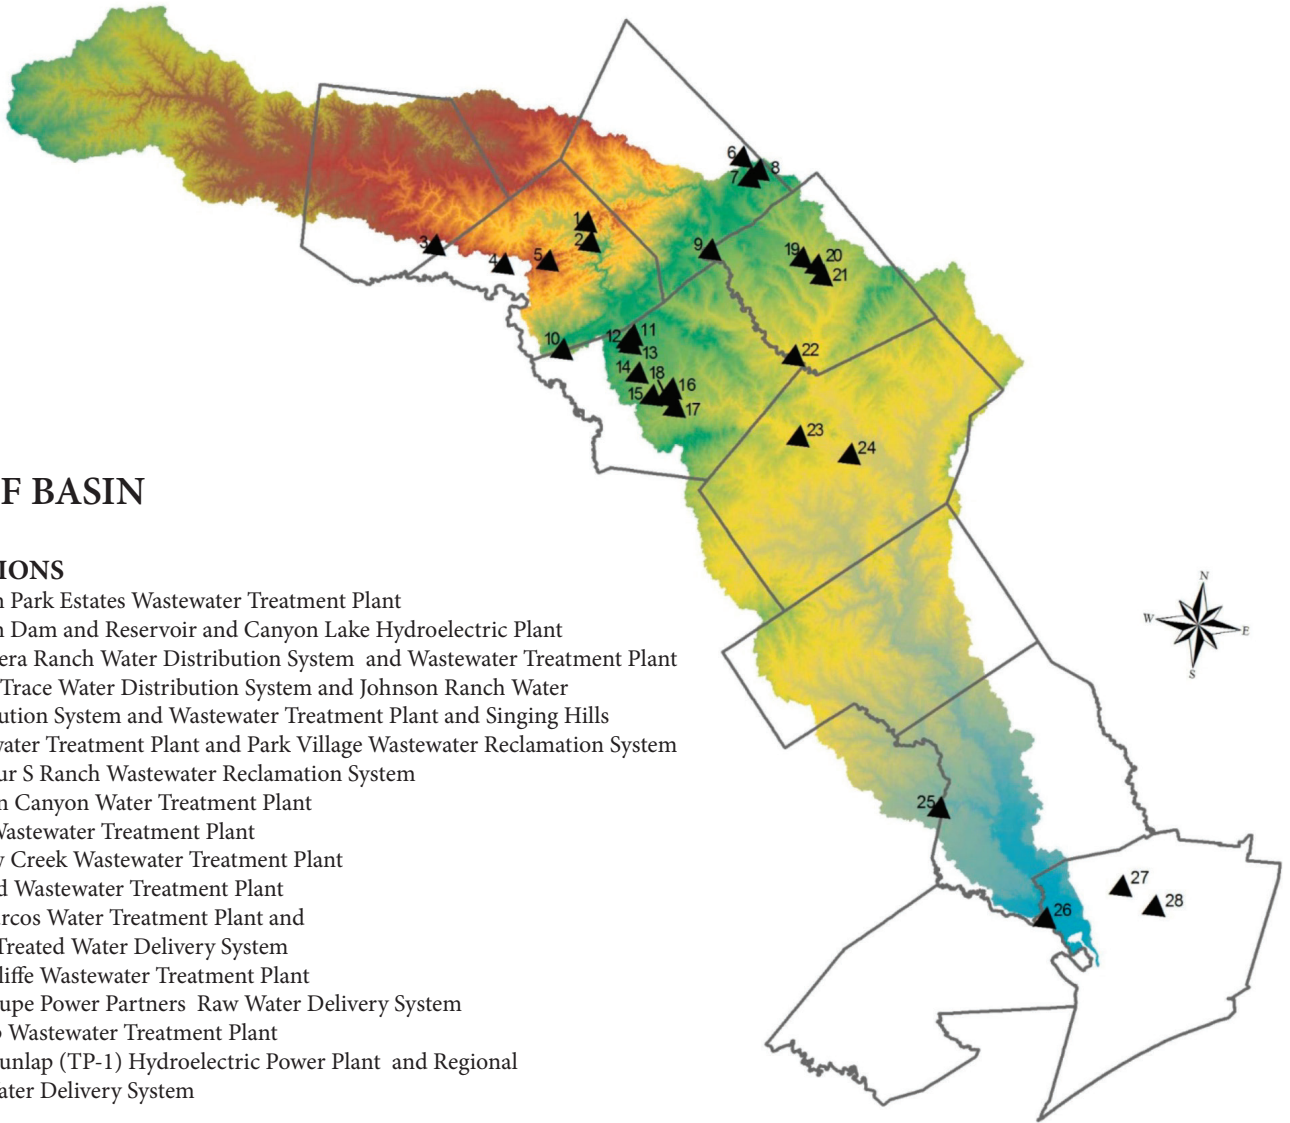 F BASIN
IONS
n Park Estates Wastewater Treatment Plant
n Dam and Reservoir and Canyon Lake Hydroelectric Plant
era Ranch Water Distribution System and Wastewater Treatment Plant
Trace Water Distribution System and Johnson Ranch Water
ution System and Wastewater Treatment Plant and Singing Hills
water Treatment Plant and Park Village Wastewater Reclamation System
ur S Ranch Wastewater Reclamation System
n Canyon Water Treatment Plant
Wastewater Treatment Plant
y Creek Wastewater Treatment Plant
d Wastewater Treatment Plant
arcos Water Treatment Plant and
Treated Water Delivery System
liffe Wastewater Treatment Plant
upe Power Partners Raw Water Delivery System
o Wastewater Treatment Plant
unlap (TP-1) Hydroelectric Power Plant and Regional
ater Delivery System
6
8
7
1
2
3
4
5
9
19
20
21
10
12
11
13
22
14
18
16
15
17
23
24
N
W
E
S
25
27
28
26